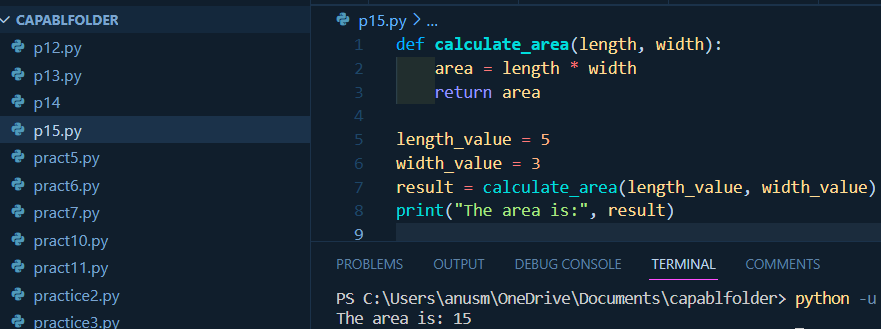 CAPABLFOLDER
p12.py
p13.py
p14
p15.py
pract5.py
pract6.py
pract7.py
pract10.py
pract11.py
practice2.py
practice3.py
p15.py > ...
1 def calculate_area(length, width):
2     area = length * width
3     return area
4
5 length_value = 5
6 width_value = 3
7 result = calculate_area(length_value, width_value)
8 print("The area is:", result)
9
PROBLEMS OUTPUT DEBUG CONSOLE TERMINAL COMMENTS
PS C:\Users\anusm\OneDrive\Documents\capablfolder> python -u
The area is: 15